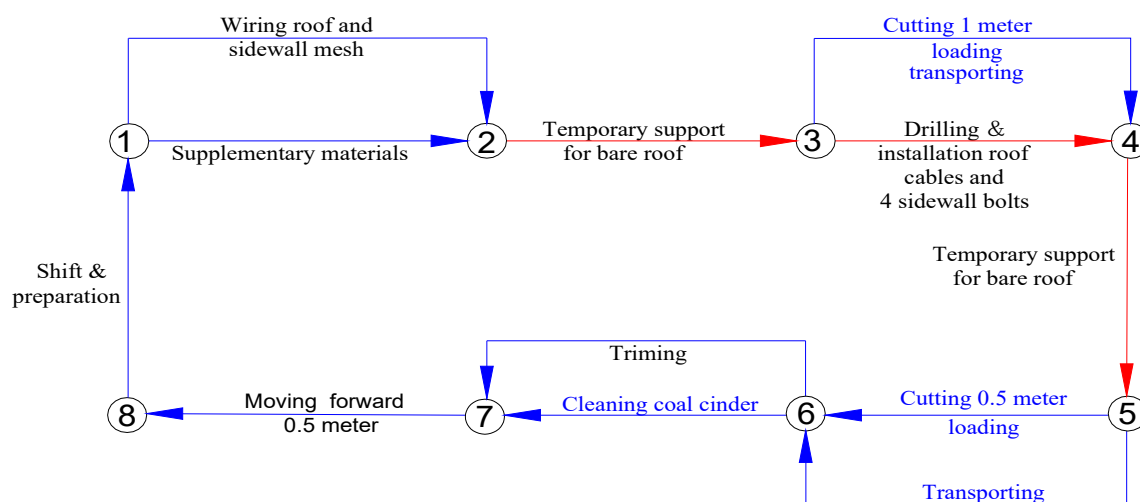 Wiring roof and
sidewall mesh
Cutting 1 meter
loading
transporting
1
Supplementary materials
2
Temporary support
for bare roof
3
Drilling &
installation roof
cables and
4 sidewall bolts
4
Shift &
preparation
Temporary support
for bare roof
Triming
8
Moving forward
0.5 meter
7
Cleaning coal cinder
6
Cutting 0.5 meter
loading
5
Transporting